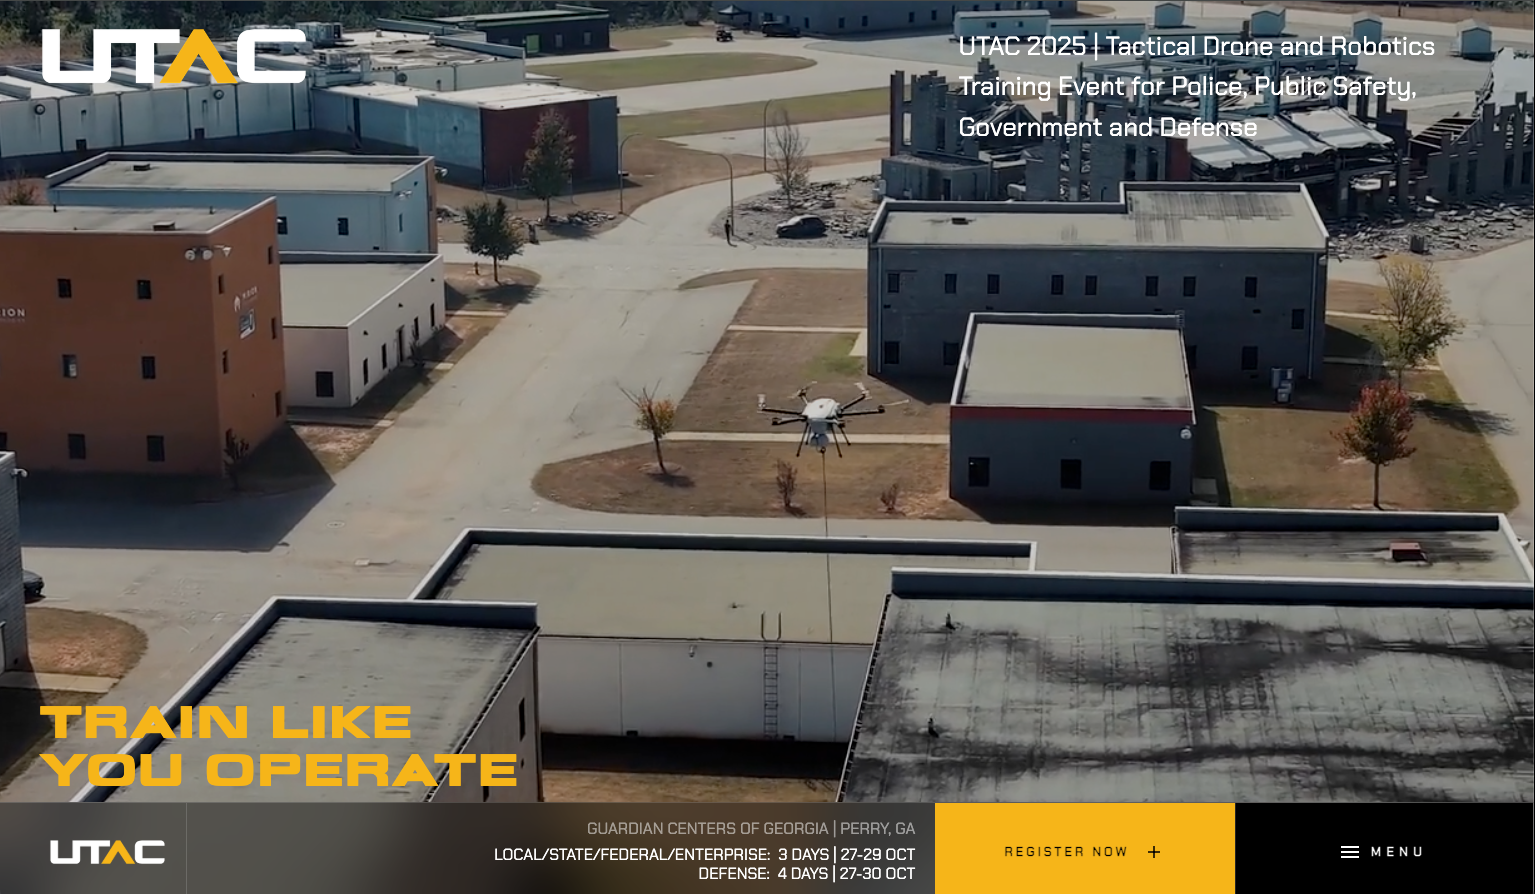 UTAC
UTAC 2025 | Tactical Drone and Robotics
Training Event for Police, Public Safety,
Government and Defense
TRAIN LIKE
YOU OPERATE
UTAC
GUARDIAN CENTERS OF GEORGIA | PERRY, GA
LOCAL/STATE/FEDERAL/ENTERPRISE: 3 DAYS | 27-29 OCT
DEFENSE: 4 DAYS | 27-30 OCT
REGISTER NOW +
MENU